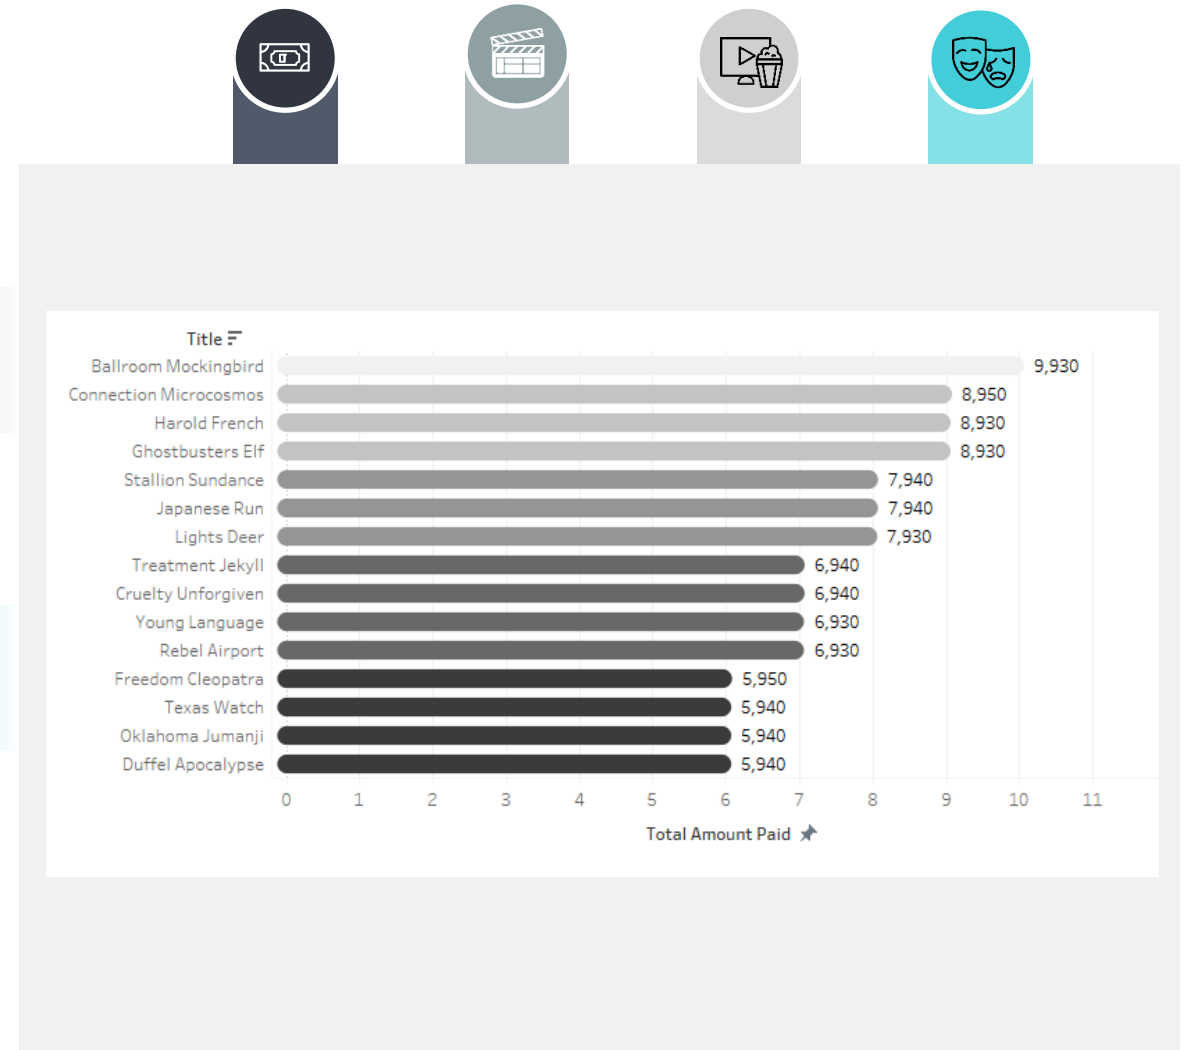 Title
Ballroom Mockingbird 9,930
Connection Microcosmos 8,950
Harold French 8,930
Ghostbusters Elf 8,930
Stallion Sundance 7,940
Japanese Run 7,940
Lights Deer 7,930
Treatment Jekyll 6,940
Cruelty Unforgiven 6,940
Young Language 6,930
Rebel Airport 6,930
Freedom Cleopatra 5,950
Texas Watch 5,940
Oklahoma Jumanji 5,940
Duffel Apocalypse 5,940
0 1 2 3 4 5 6 7 8 9 10 11
Total Amount Paid